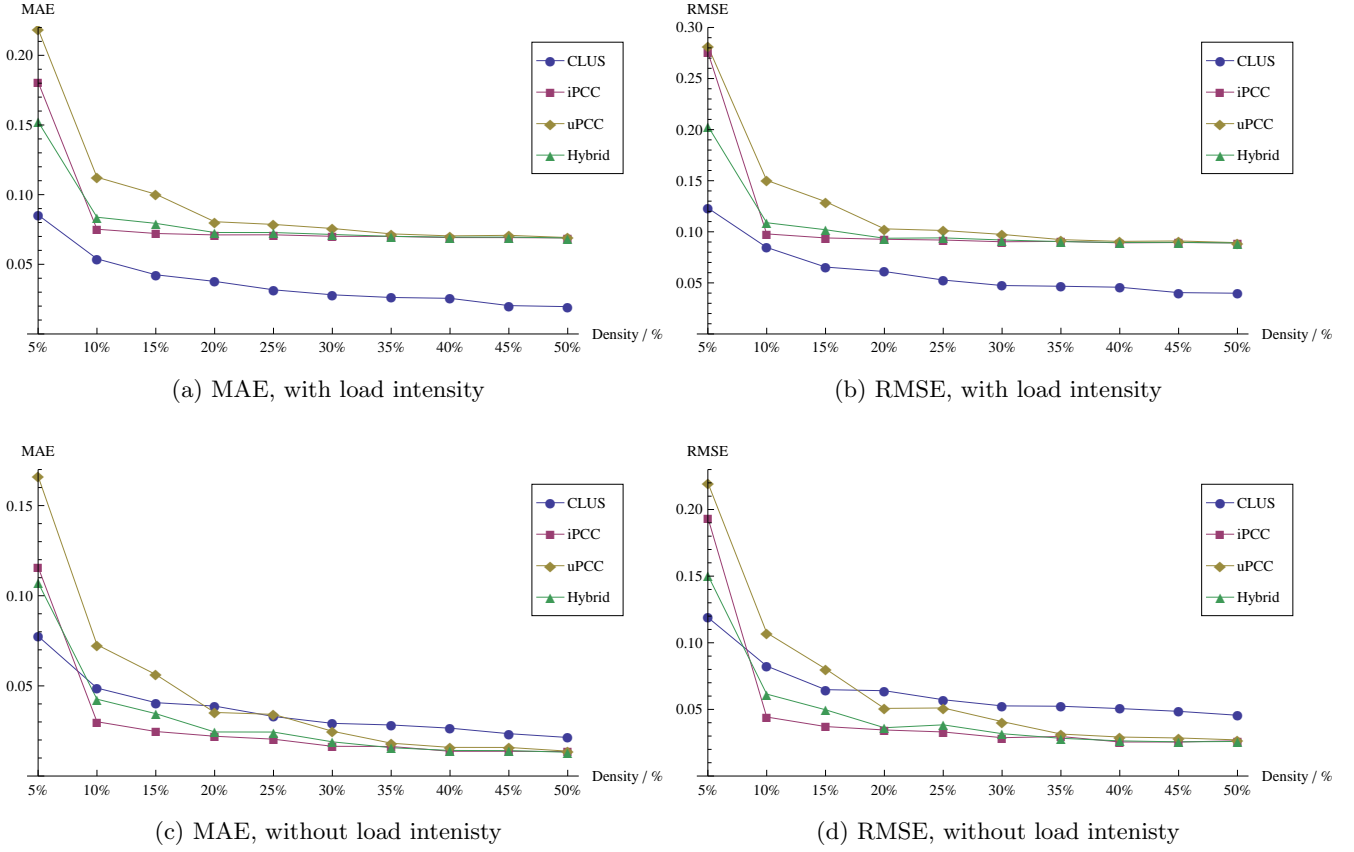 MAE
0.20
0.15
0.10
0.05
5% 10% 15% 20% 25% 30% 35% 40% 45% 50%
Density / %
CLUS
iPCC
uPCC
Hybrid
(a) MAE, with load intensity
RMSE
0.30
0.25
0.20
0.15
0.10
0.05
5% 10% 15% 20% 25% 30% 35% 40% 45% 50%
Density / %
CLUS
iPCC
uPCC
Hybrid
(b) RMSE, with load intensity
MAE
0.15
0.10
0.05
5% 10% 15% 20% 25% 30% 35% 40% 45% 50%
Density / %
CLUS
iPCC
uPCC
Hybrid
(c) MAE, without load intenisty
RMSE
0.20
0.15
0.10
0.05
5% 10% 15% 20% 25% 30% 35% 40% 45% 50%
Density / %
CLUS
iPCC
uPCC
Hybrid
(d) RMSE, without load intenisty